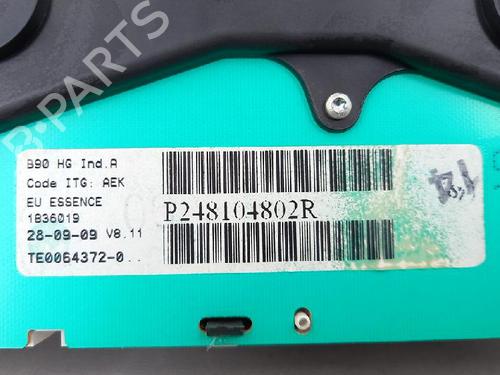 B-PARTS
B90 HG Ind.A
Code ITG: AEK
EU ESSENCE
1836019
28-09-09 V8.11
TE0064372-0..
P248104802R